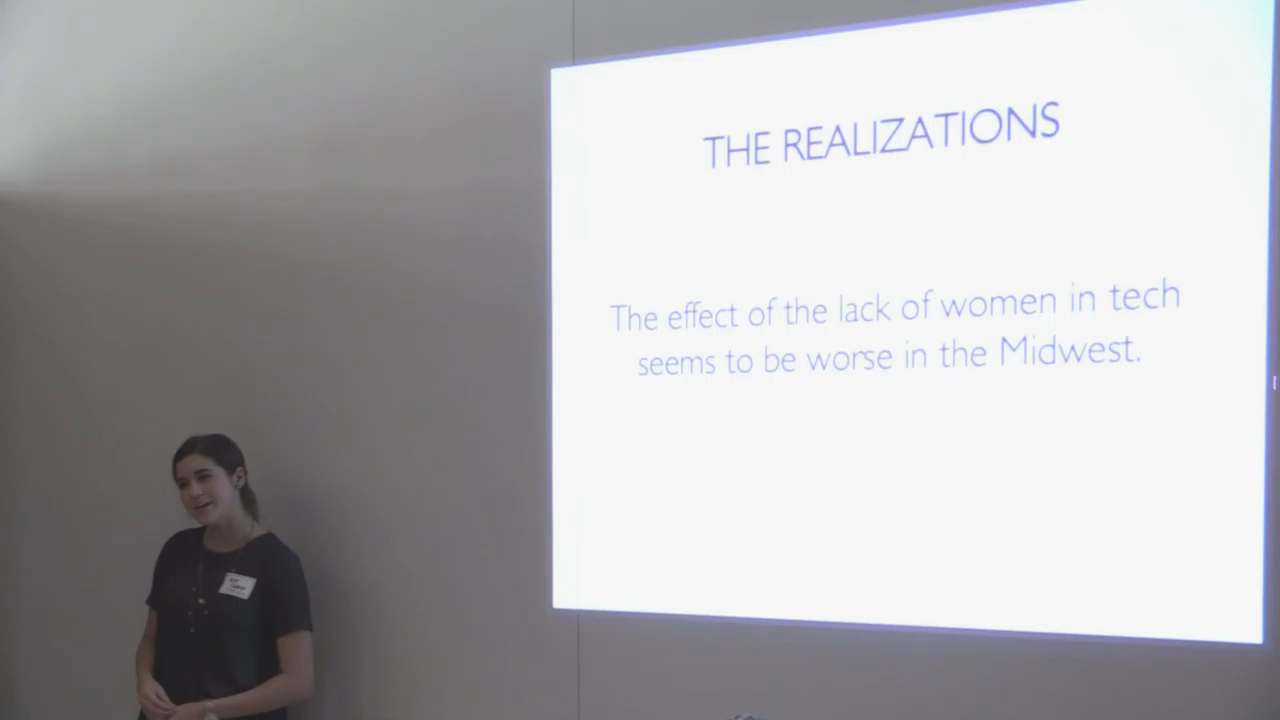 THE REALIZATIONS
The effect of the lack of women in tech
seems to be worse in the Midwest.